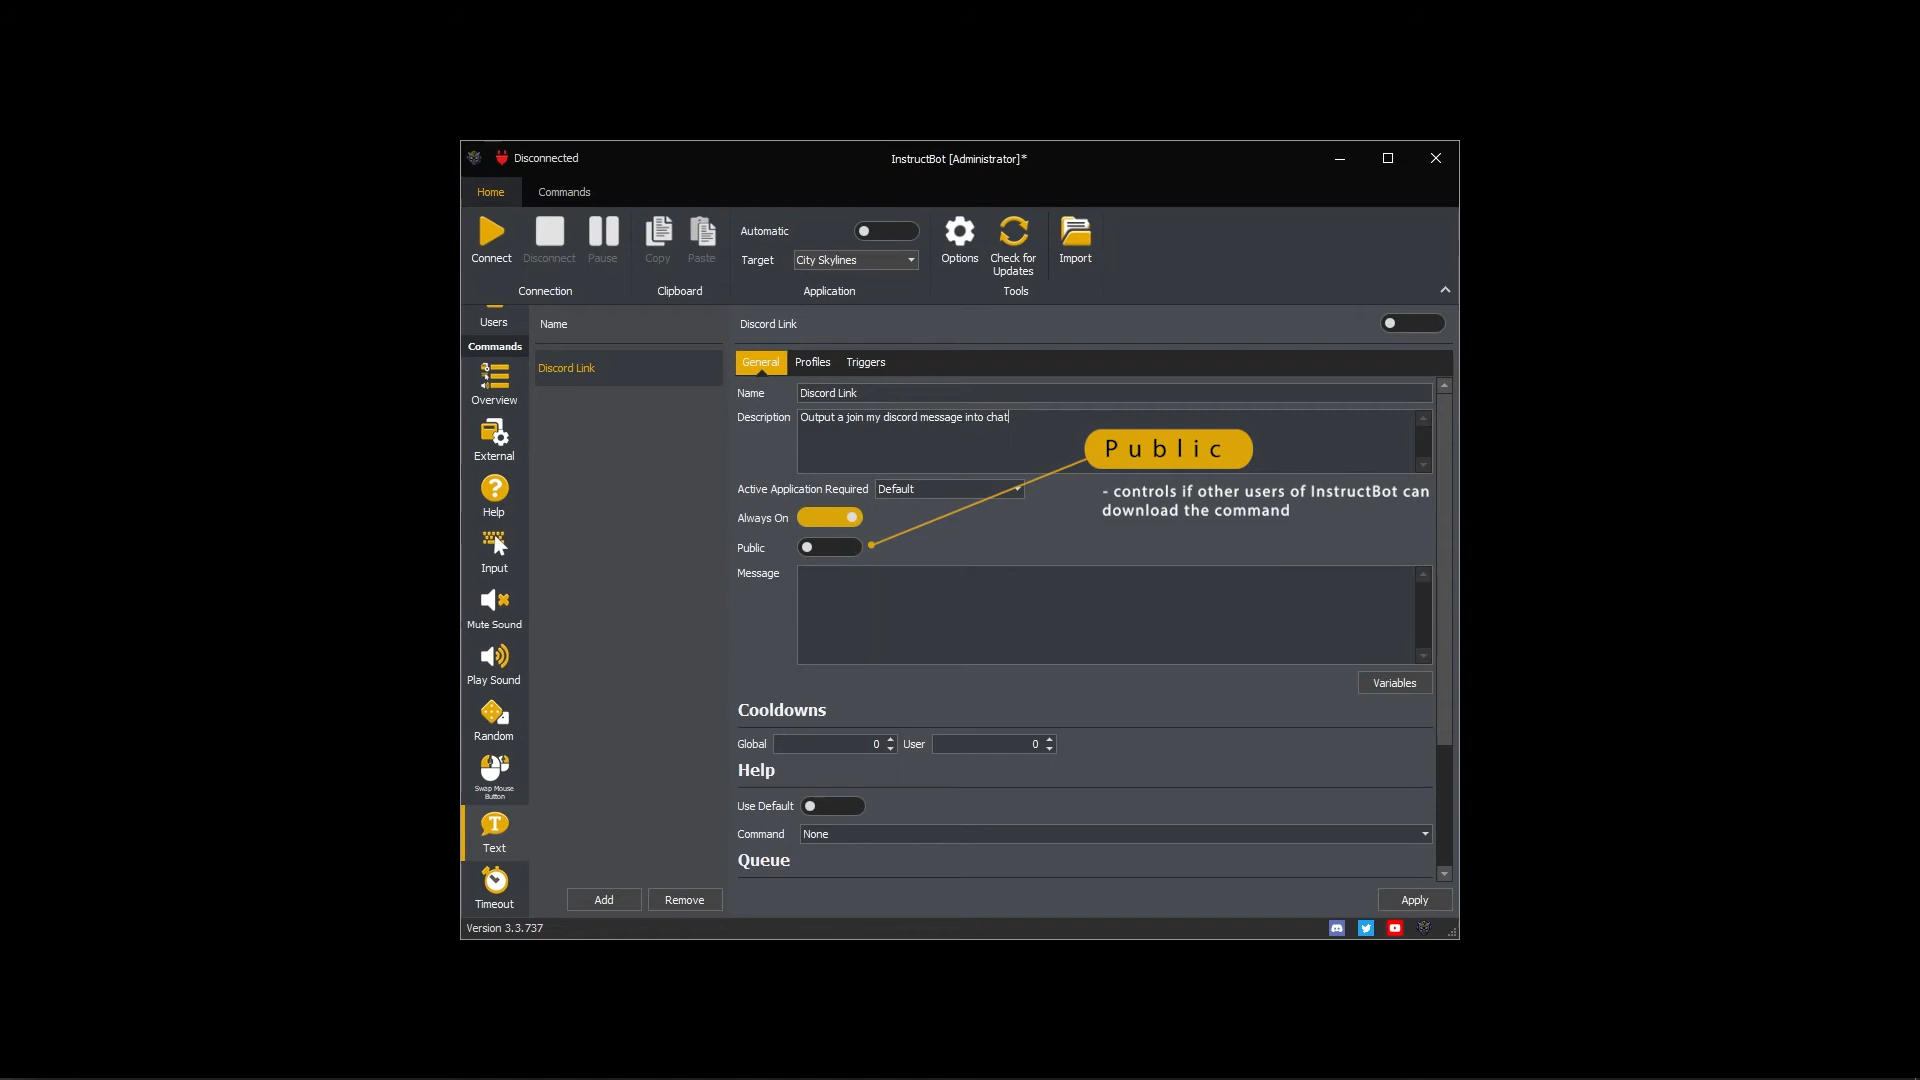 Disconnected
InstructBot [Administrator]*
Home
Commands
Connect
Disconnect
Pause
Copy
Paste
Automatic
Target
City Skylines
Options
Check for
Updates
Import
Connection
Clipboard
Application
Tools
Users
Commands
Overview
External
Help
Input
Mute Sound
Play Sound
Random
Swap Mouse
Button
Text
Timeout
Name
Discord Link
Add
Remove
Discord Link
General
Profiles
Triggers
Name
Discord Link
Description
Output a join my discord message into chat
Public
- controls if other users of InstructBot can
download the command
Active Application Required
Default
Always On
Public
Message
Variables
Cooldowns
Global
0
User
0
Help
Use Default
Command
None
Queue
Apply
Version 3.3.737